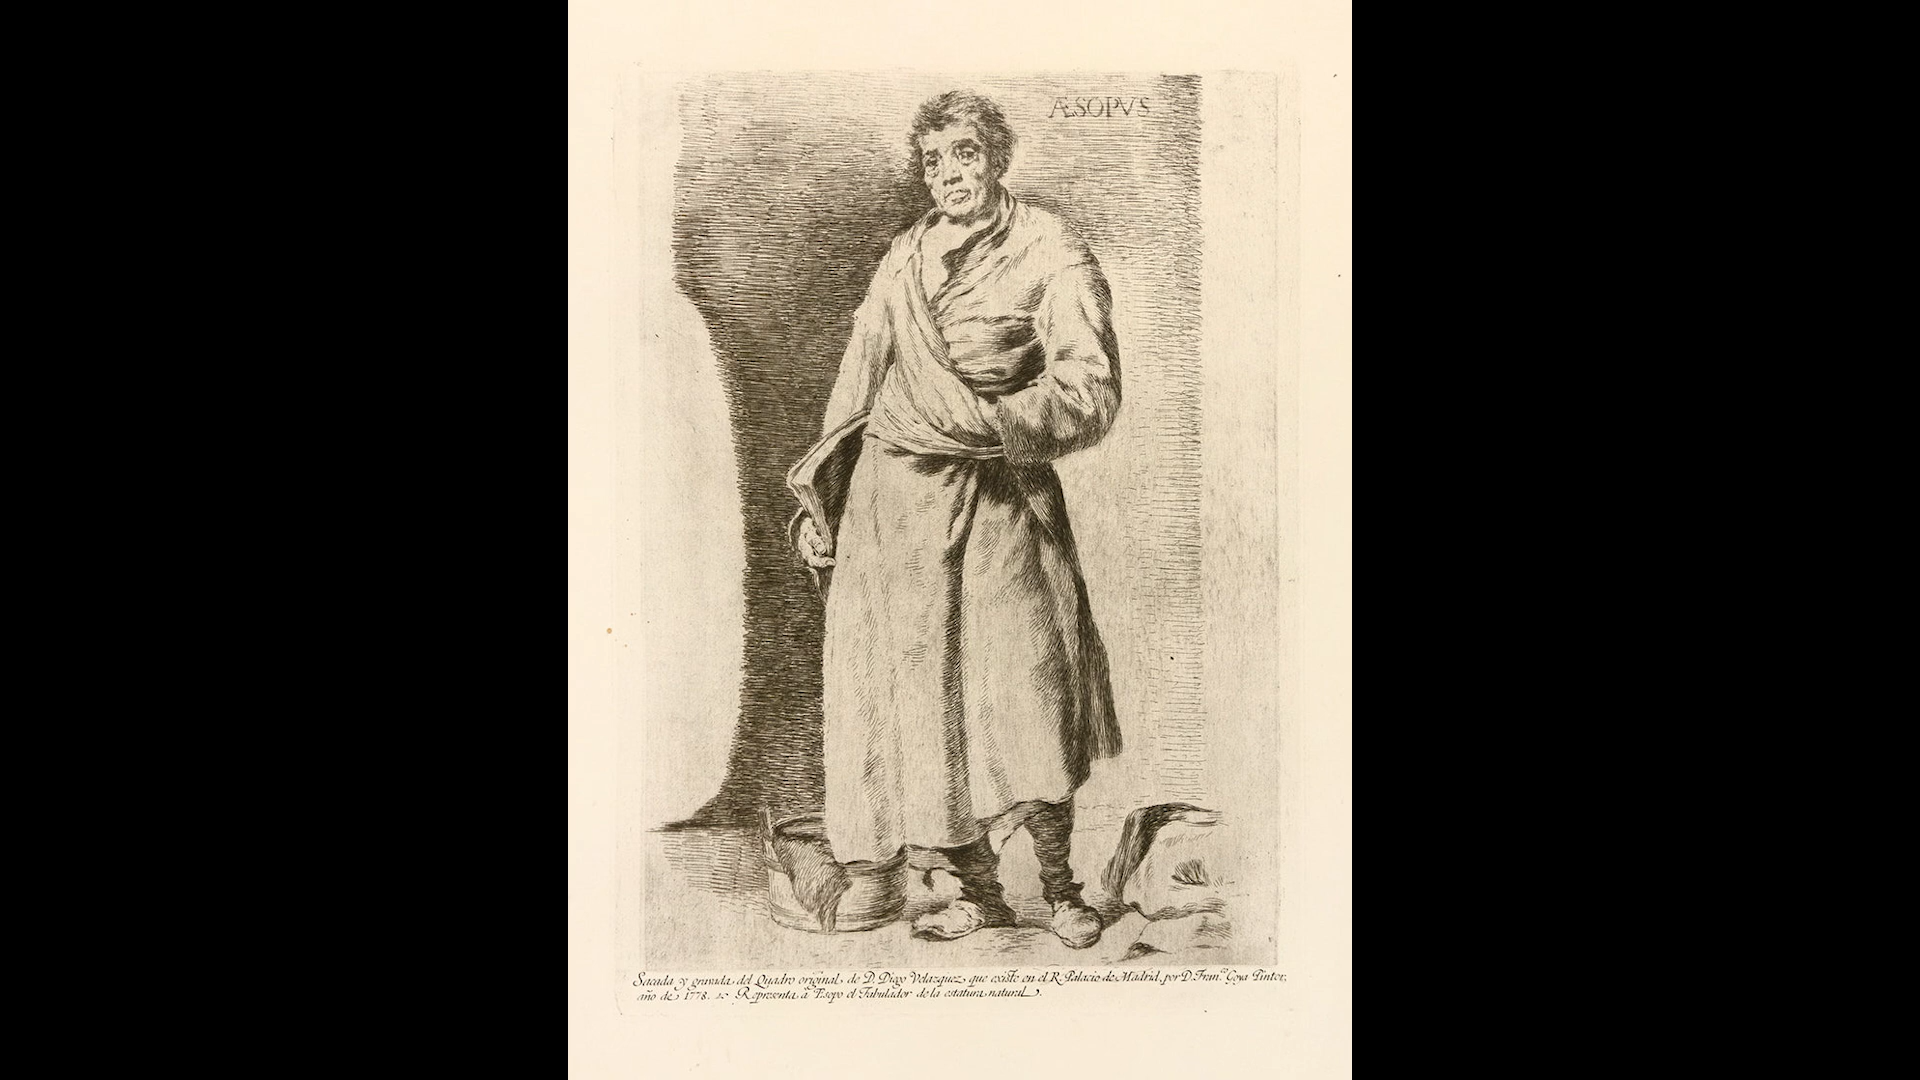 ÆSOPVS
Sacada y gravada del Quadro original de D. Diego Velazquez que existe en el R. Palacio de Madrid, por D. Fran.co Goya Pintor,
año de 1778. Representa à Esopo el Fabulador de la estatura natural.